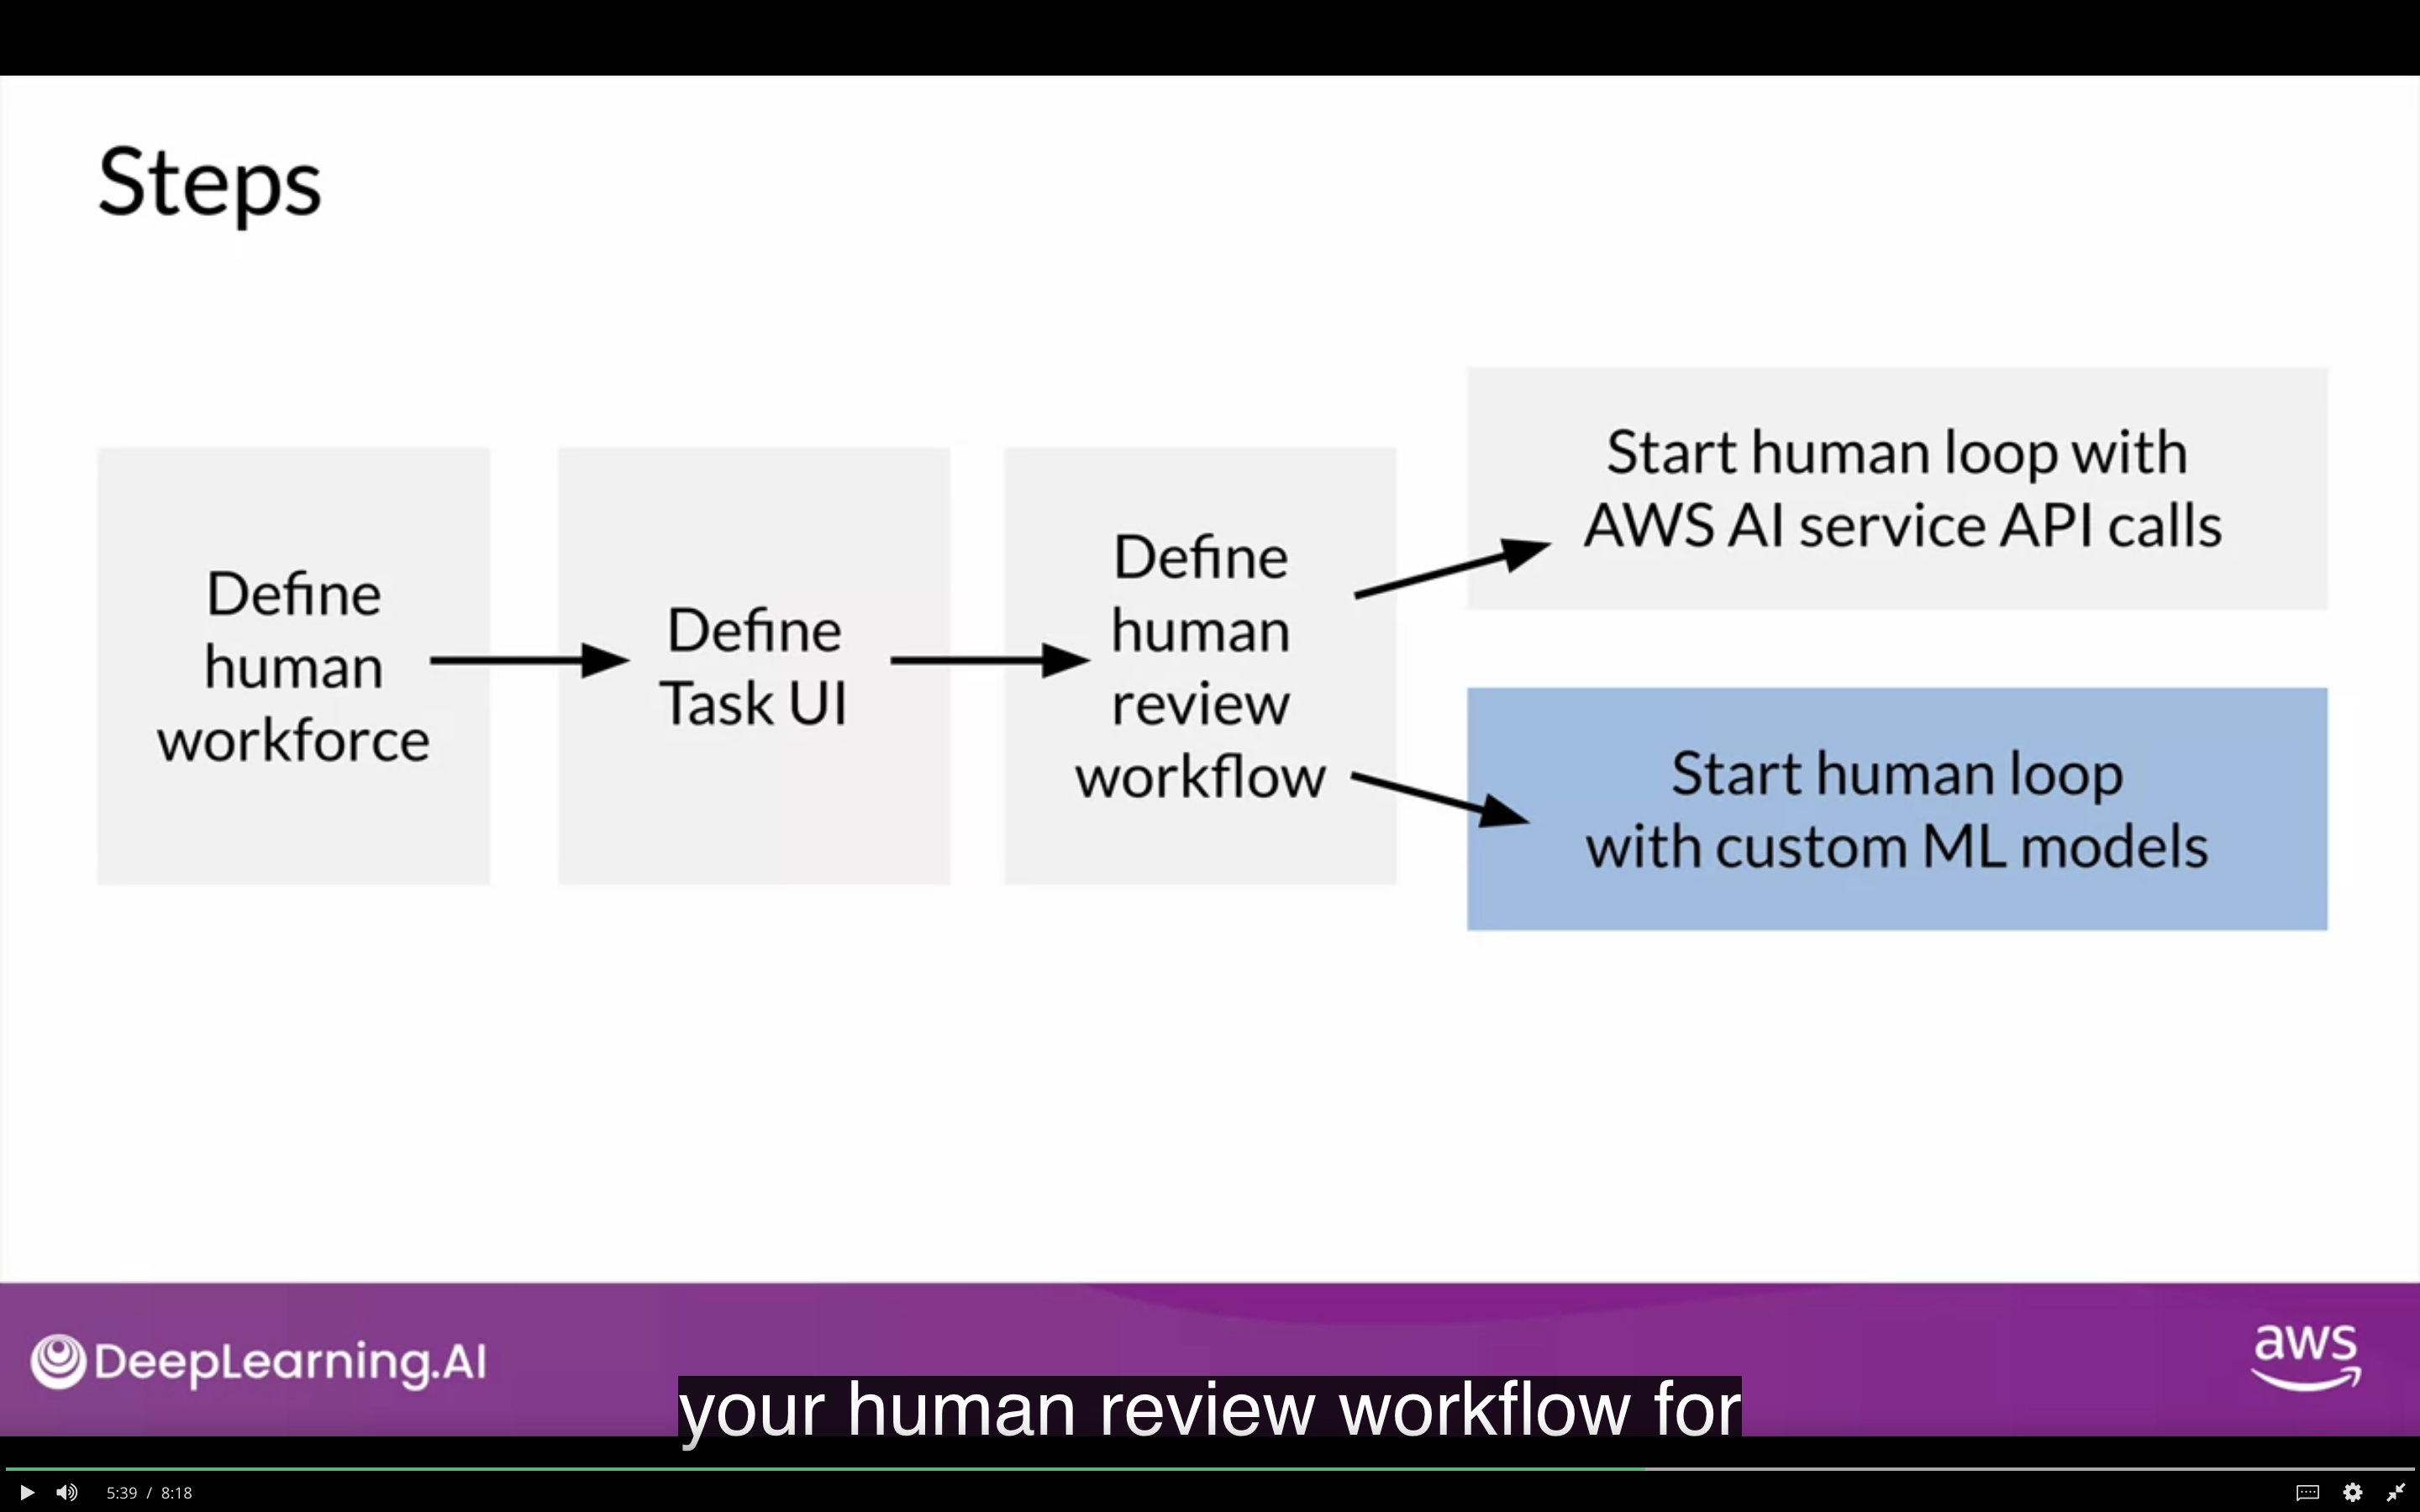 Steps
Define
human
workforce
Define
Task UI
Define
human
review
workflow
Start human loop with
AWS AI service API calls
Start human loop
with custom ML models
DeepLearning.AI
aws
your human review workflow for
5:39 / 8:18